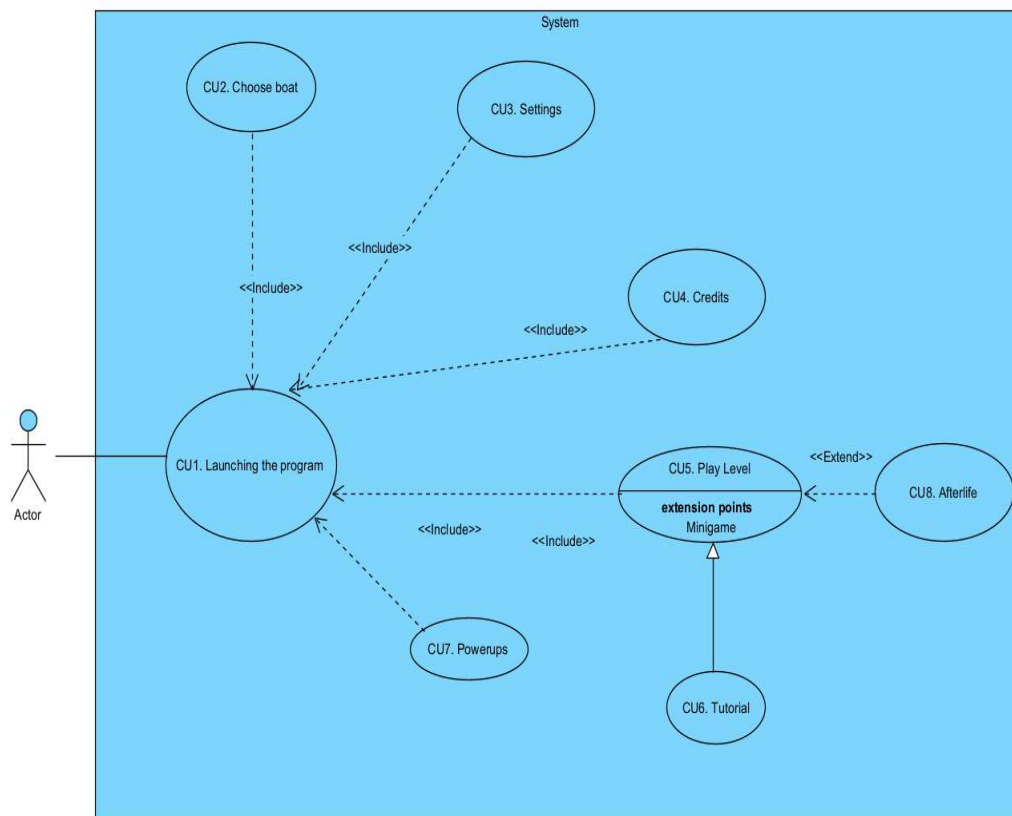 System
CU2. Choose boat
CU3. Settings
<<Include>>
<<Include>>
CU4. Credits
<<Include>>
Actor
CU1. Launching the program
CU5. Play Level
extension points
Minigame
<<Extend>>
CU8. Afterlife
<<Include>>
<<Include>>
CU7. Powerups
CU6. Tutorial